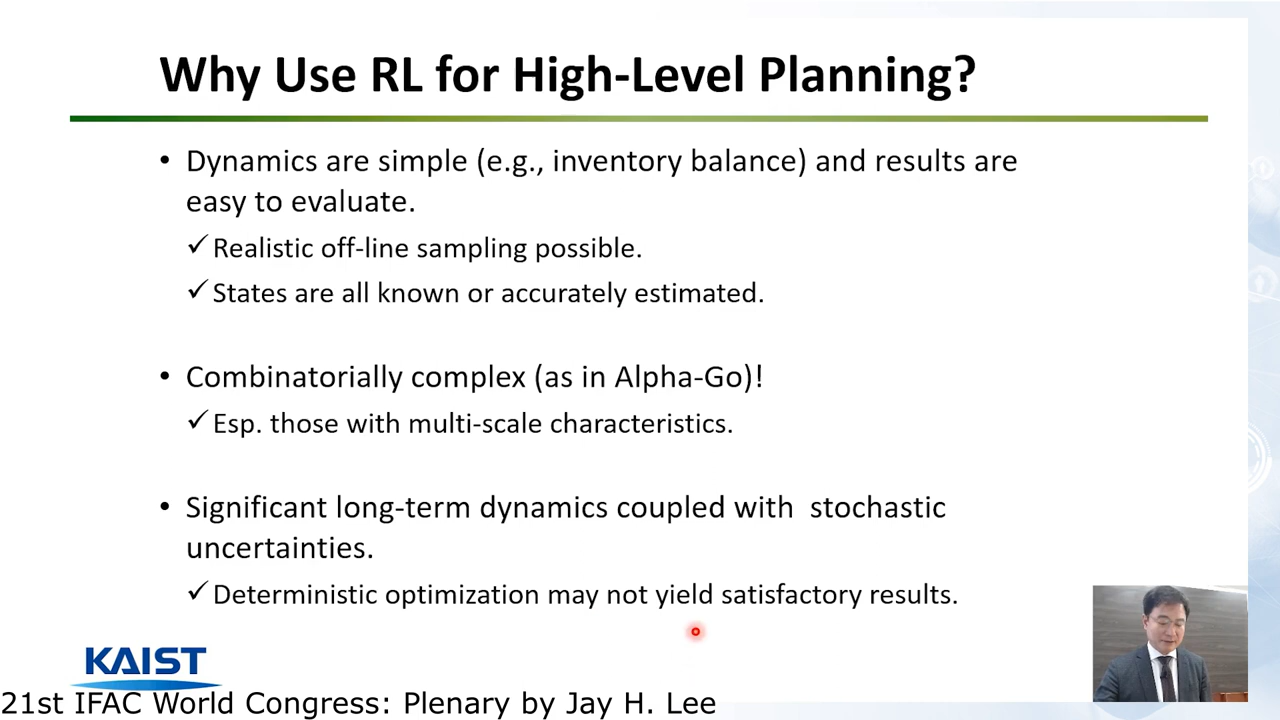 Why Use RL for High-Level Planning?
• Dynamics are simple (e.g., inventory balance) and results are
easy to evaluate.
✓ Realistic off-line sampling possible.
✓ States are all known or accurately estimated.
• Combinatorially complex (as in Alpha-Go)!
✓ Esp. those with multi-scale characteristics.
• Significant long-term dynamics coupled with  stochastic
uncertainties.
✓ Deterministic optimization may not yield satisfactory results.
KAIST
21st IFAC World Congress: Plenary by Jay H. Lee